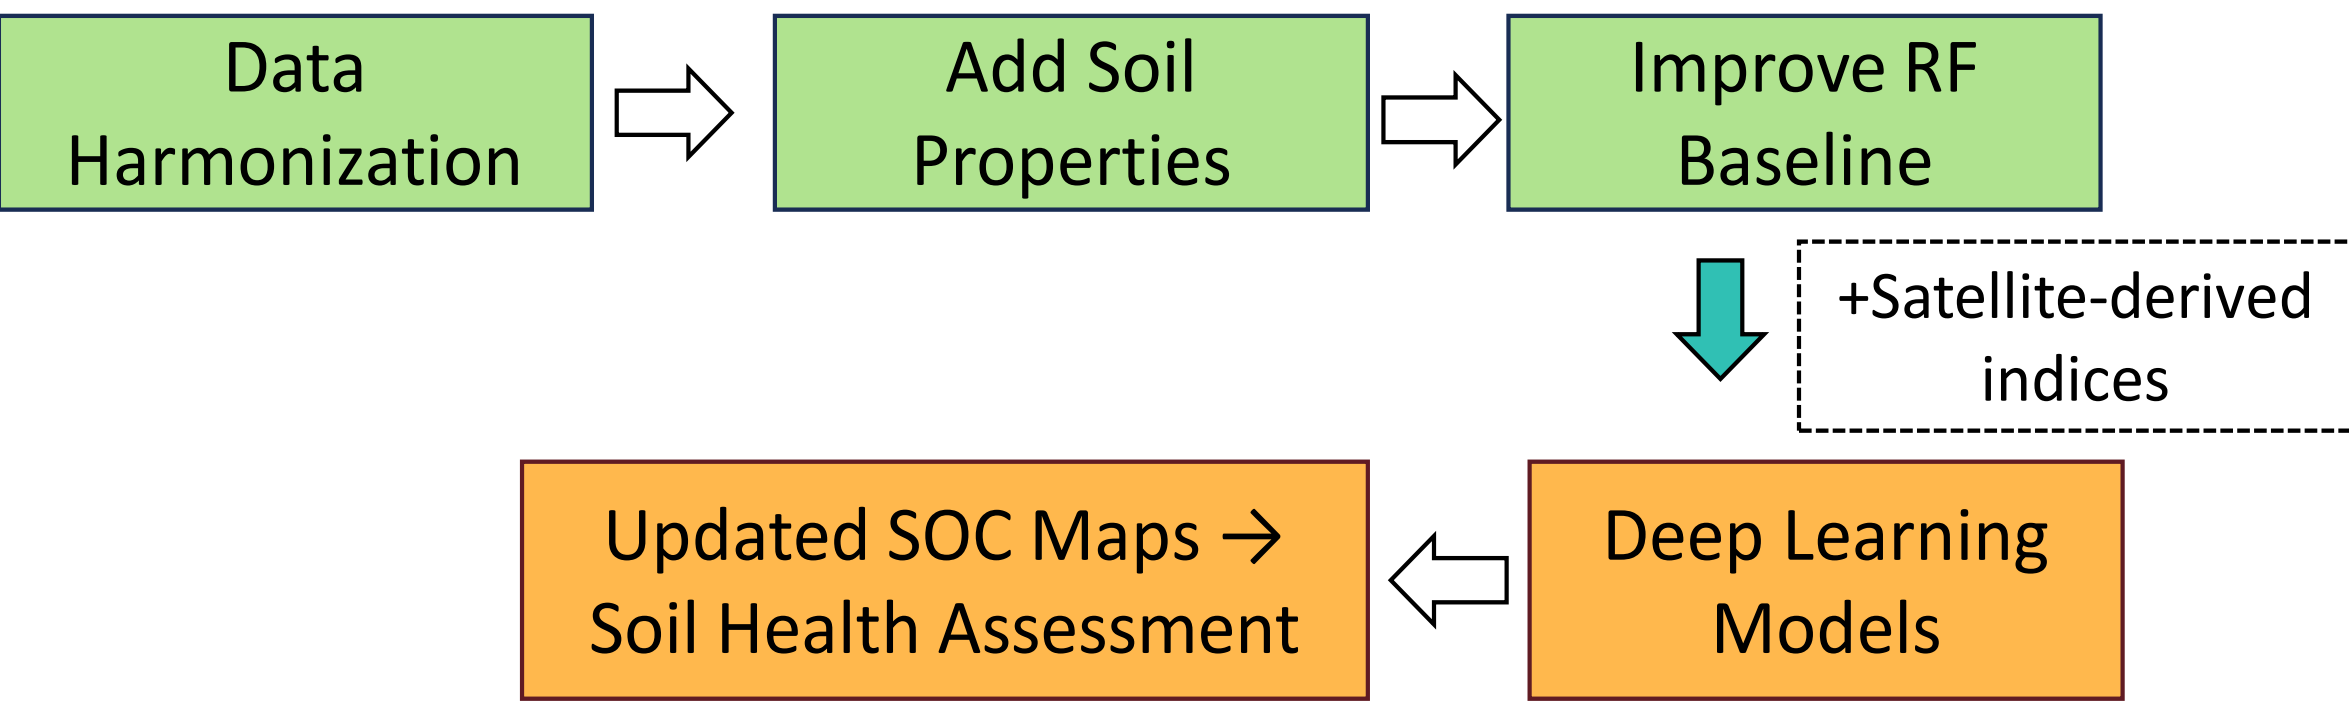 Data
Harmonization
Add Soil
Properties
Improve RF
Baseline
+Satellite-derived
indices
Deep Learning
Models
Updated SOC Maps →
Soil Health Assessment